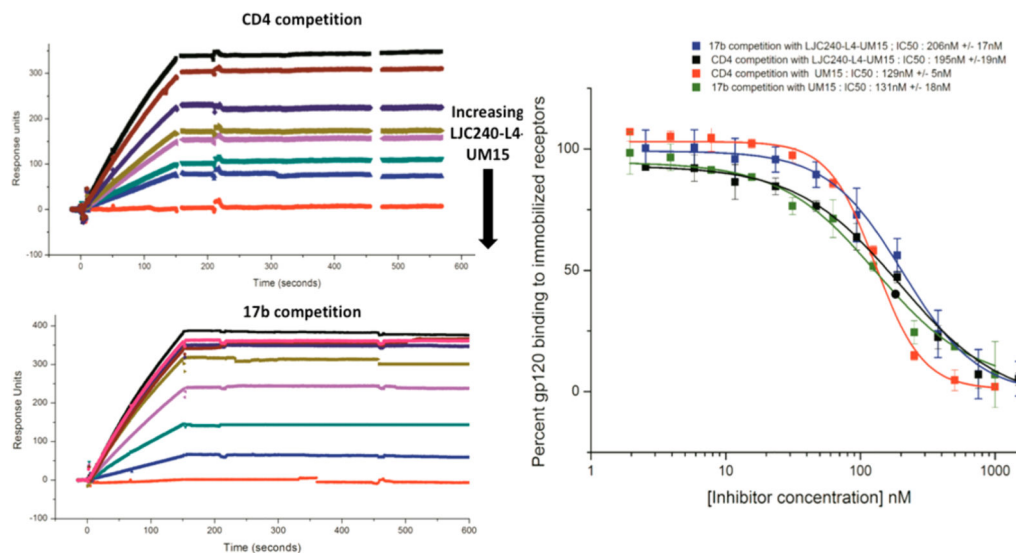 CD4 competition
Response units
300
200
100
0
-100
0
100
200
300
400
500
600
Time (seconds)
Increasing
LJC240-L4-
UM15
17b competition
Response Units
400
300
200
100
0
-100
0
100
200
300
400
500
600
Time (seconds)
17b competition with LJC240-L4-UM15 ; IC50 : 206nM +/- 17nM
CD4 competition with LJC240-L4-UM15 : IC50 : 195nM +/-19nM
CD4 competition with UM15 : IC50 : 129nM +/- 5nM
17b competition with UM15 : IC50 : 131nM +/- 18nM
Percent gp120 binding to immobilized receptors
100
50
0
1
10
100
1000
[Inhibitor concentration] nM